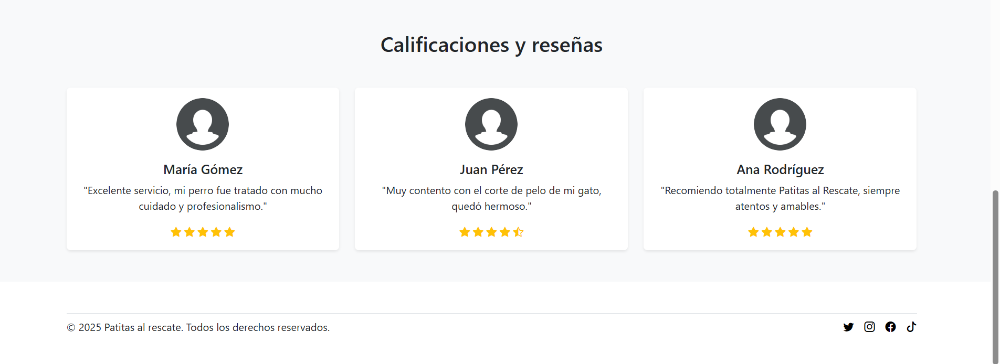 Calificaciones y reseñas
María Gómez
"Excelente servicio, mi perro fue tratado con mucho
cuidado y profesionalismo."
Juan Pérez
"Muy contento con el corte de pelo de mi gato,
quedó hermoso."
Ana Rodríguez
"Recomiendo totalmente Patitas al Rescate, siempre
atentos y amables."
© 2025 Patitas al rescate. Todos los derechos reservados.